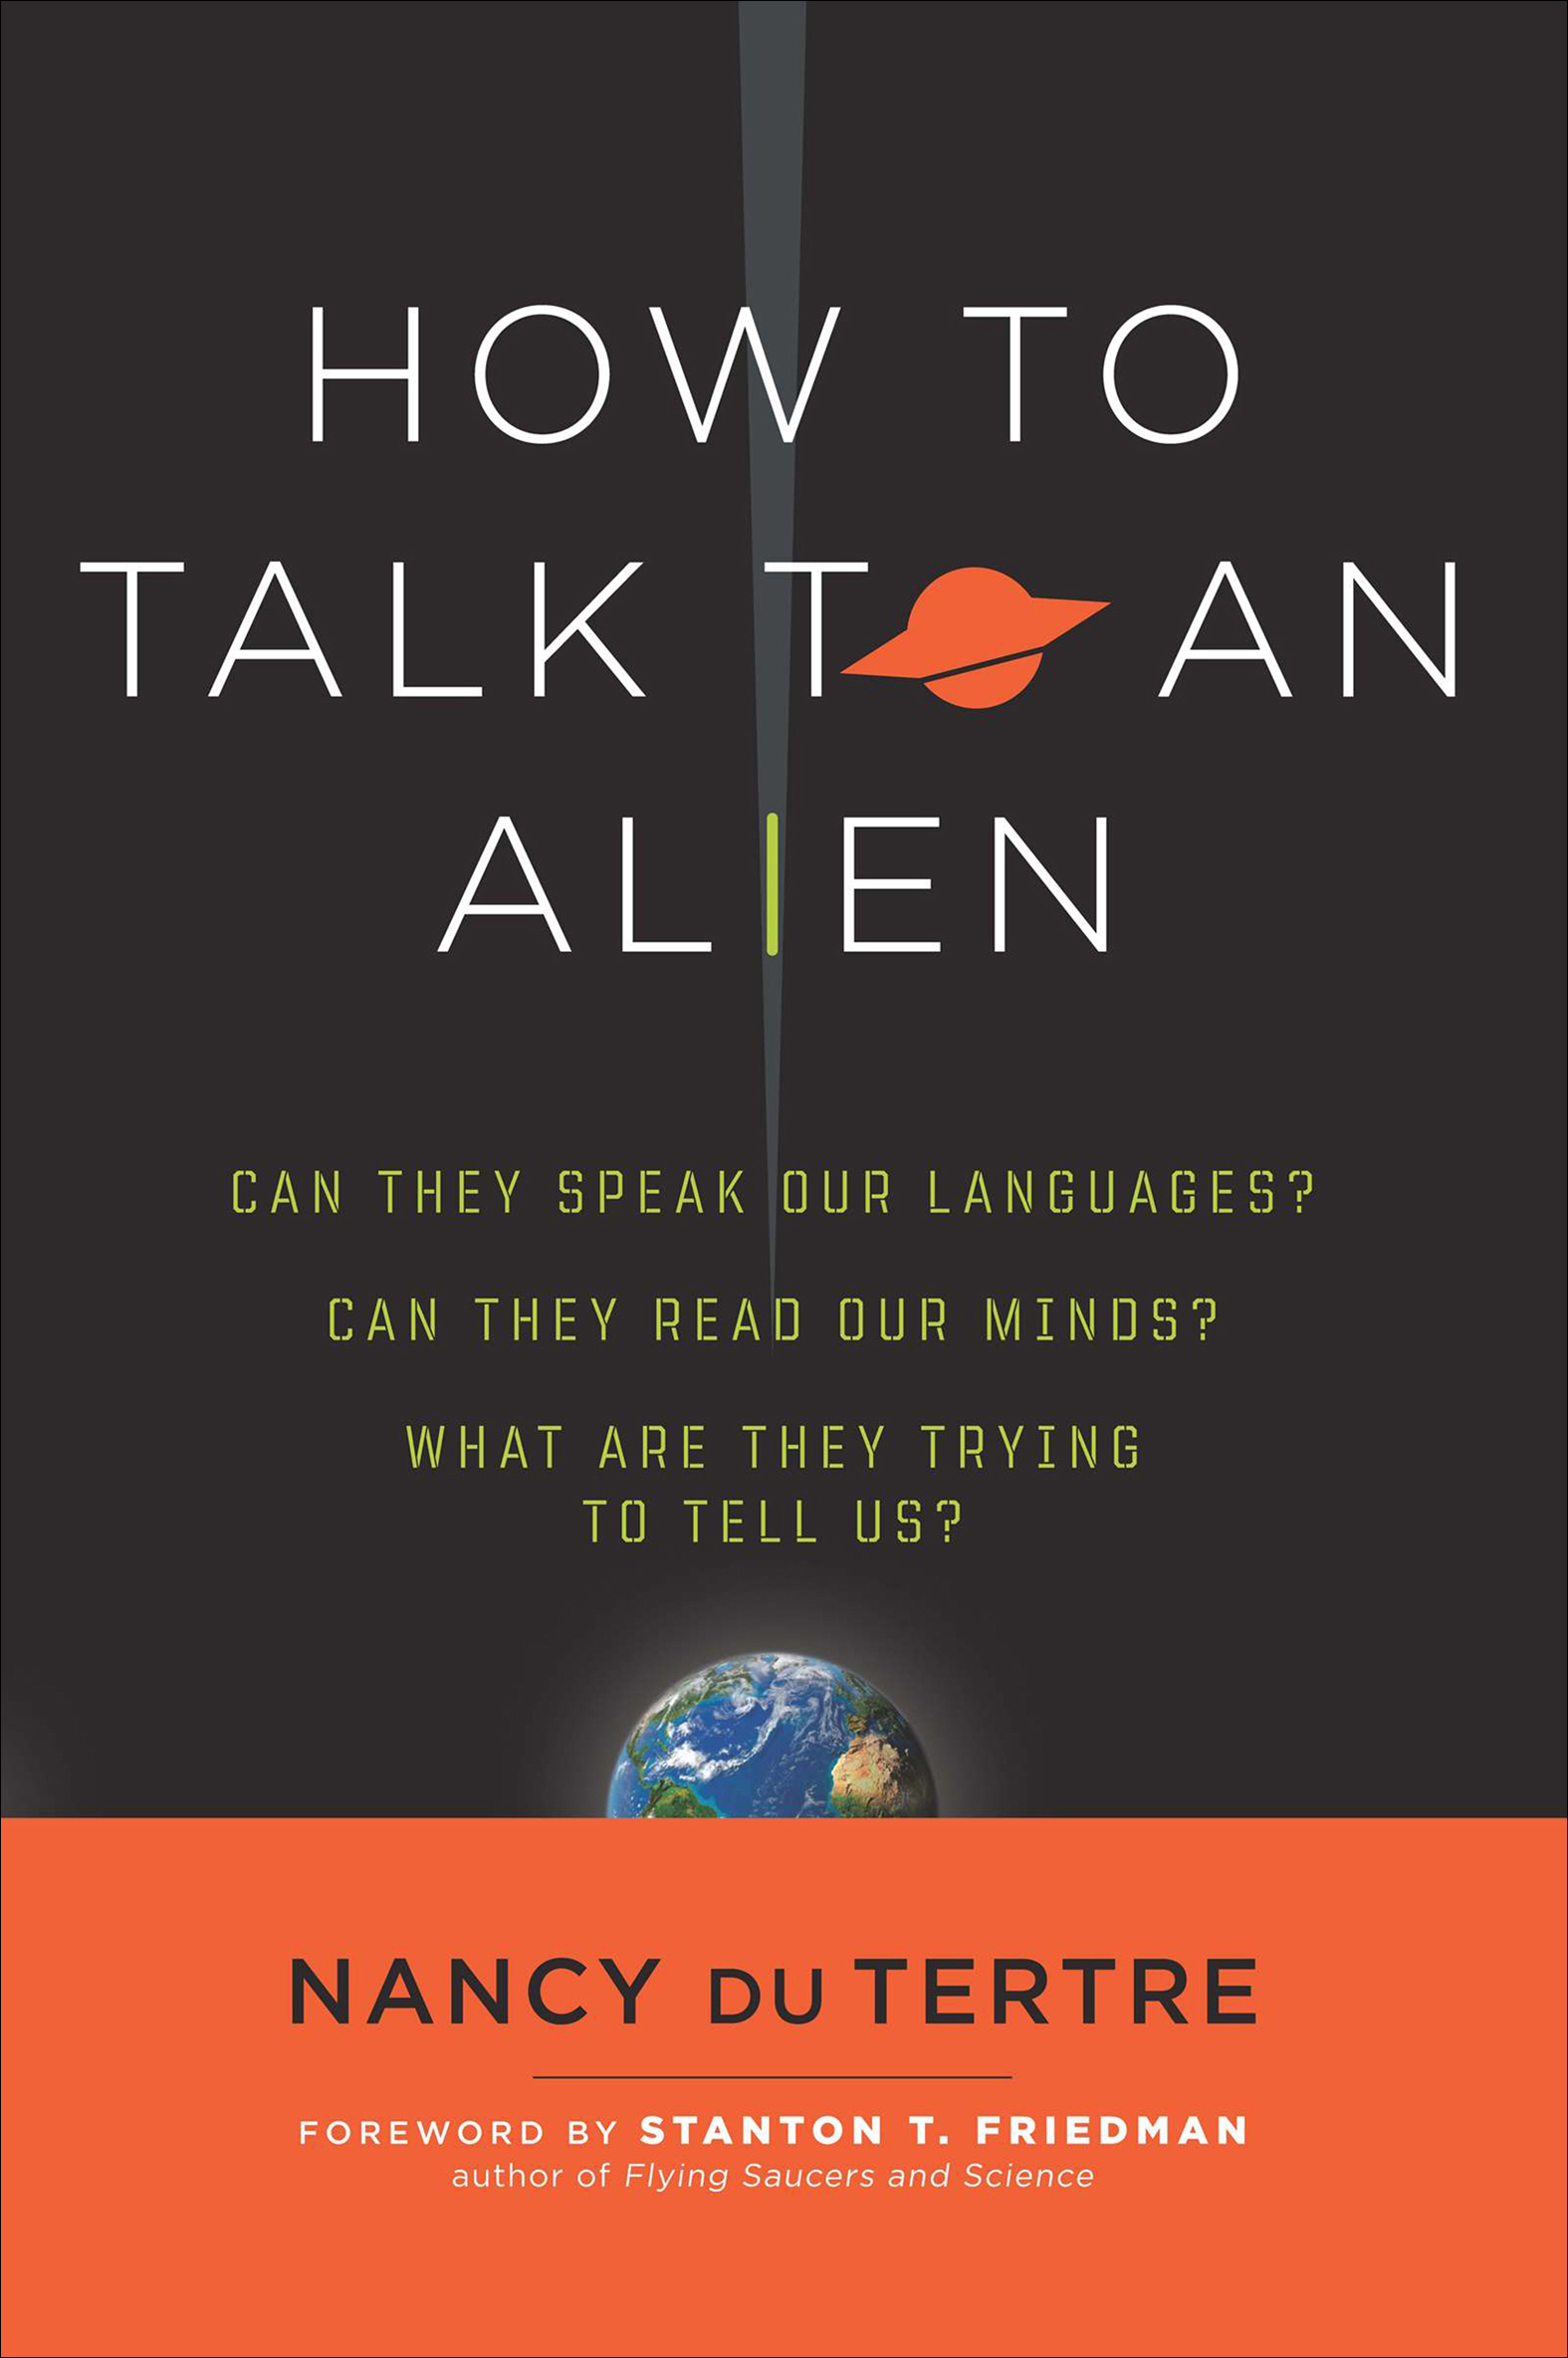 HOW TO
TALK TO AN
ALIEN
CAN THEY SPEAK OUR LANGUAGES?
CAN THEY READ OUR MINDS?
WHAT ARE THEY TRYING
TO TELL US?
NANCY DU TERTRE
FOREWORD BY STANTON T. FRIEDMAN
author of Flying Saucers and Science